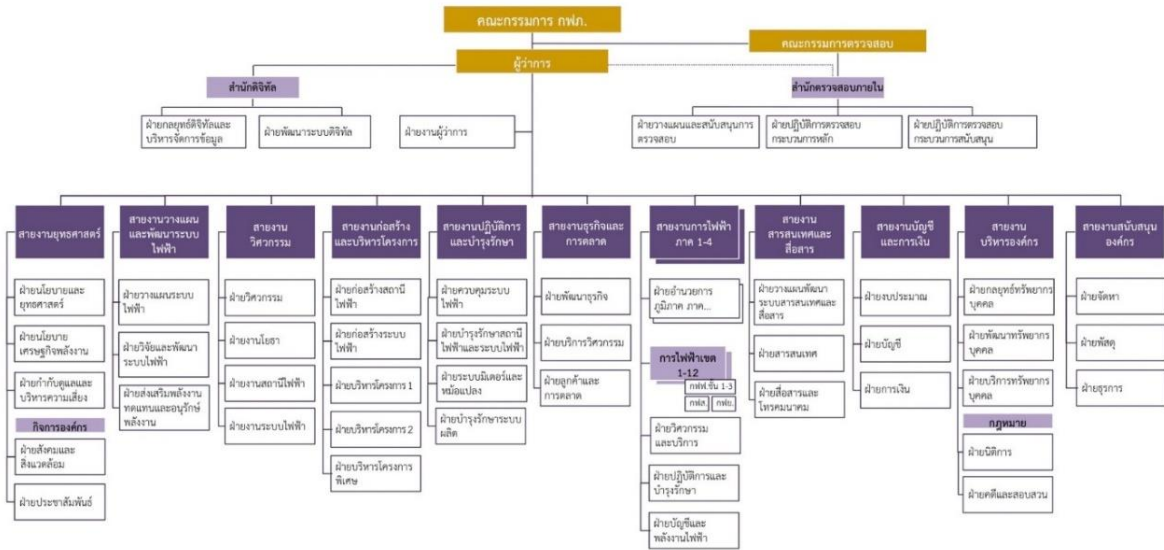 คณะกรรมการ กฟภ.
คณะกรรมการตรวจสอบ
ผู้ว่าการ
สำนักดิจิทัล
สำนักตรวจสอบภายใน
ฝ่ายกลยุทธ์ดิจิทัลและ
บริหารจัดการข้อมูล
ฝ่ายพัฒนาระบบดิจิทัล
ฝ่ายงานผู้ว่าการ
ฝ่ายวางแผนและสนับสนุนการ
ตรวจสอบ
ฝ่ายปฏิบัติการตรวจสอบ
กระบวนการหลัก
ฝ่ายปฏิบัติการตรวจสอบ
กระบวนการสนับสนุน
สายงานยุทธศาสตร์
ฝ่ายนโยบายและ
ยุทธศาสตร์
ฝ่ายนโยบาย
เศรษฐกิจพลังงาน
ฝ่ายกำกับดูแลและ
บริหารความเสี่ยง
กิจการองค์กร
ฝ่ายสังคมและ
สิ่งแวดล้อม
ฝ่ายประชาสัมพันธ์
สายงานวางแผน
และพัฒนาระบบ
ไฟฟ้า
ฝ่ายวางแผนระบบ
ไฟฟ้า
ฝ่ายวิจัยและพัฒนา
ระบบไฟฟ้า
ฝ่ายส่งเสริมพลังงาน
ทดแทนและอนุรักษ์
พลังงาน
สายงาน
วิศวกรรม
ฝ่ายวิศวกรรม
ฝ่ายงานโยธา
ฝ่ายงานสถานีไฟฟ้า
ฝ่ายงานระบบไฟฟ้า
สายงานก่อสร้าง
และบริหารโครงการ
ฝ่ายก่อสร้างสถานี
ไฟฟ้า
ฝ่ายก่อสร้างระบบ
ไฟฟ้า
ฝ่ายบริหารโครงการ 1
ฝ่ายบริหารโครงการ 2
ฝ่ายบริหารโครงการ
พิเศษ
สายงานปฏิบัติการ
และบำรุงรักษา
ฝ่ายควบคุมระบบ
ไฟฟ้า
ฝ่ายบำรุงรักษาสถานี
ไฟฟ้าและระบบไฟฟ้า
ฝ่ายระบบมิเตอร์และ
หม้อแปลง
ฝ่ายบำรุงรักษาระบบ
ผลิต
สายงานธุรกิจและ
การตลาด
ฝ่ายพัฒนาธุรกิจ
ฝ่ายบริการวิศวกรรม
ฝ่ายลูกค้าและ
การตลาด
สายงานการไฟฟ้า
ภาค 1-4
ฝ่ายอำนวยการ
ภูมิภาค ภาค...
การไฟฟ้าเขต
1-12
กฟฟ.ชั้น 1-3
กฟส.
กฟย.
ฝ่ายวิศวกรรม
และบริการ
ฝ่ายปฏิบัติการและ
บำรุงรักษา
ฝ่ายบัญชีและ
พลังงานไฟฟ้า
สายงาน
สารสนเทศและ
สื่อสาร
ฝ่ายวางแผนพัฒนา
ระบบสารสนเทศและ
สื่อสาร
ฝ่ายสารสนเทศ
ฝ่ายสื่อสารและ
โทรคมนาคม
สายงานบัญชี
และการเงิน
ฝ่ายงบประมาณ
ฝ่ายบัญชี
ฝ่ายการเงิน
สายงาน
บริหารองค์กร
ฝ่ายกลยุทธ์ทรัพยากร
บุคคล
ฝ่ายพัฒนาทรัพยากร
บุคคล
ฝ่ายบริการทรัพยากร
บุคคล
กฎหมาย
ฝ่ายนิติการ
ฝ่ายคดีและสอบสวน
สายงานสนับสนุน
องค์กร
ฝ่ายจัดหา
ฝ่ายพัสดุ
ฝ่ายธุรการ